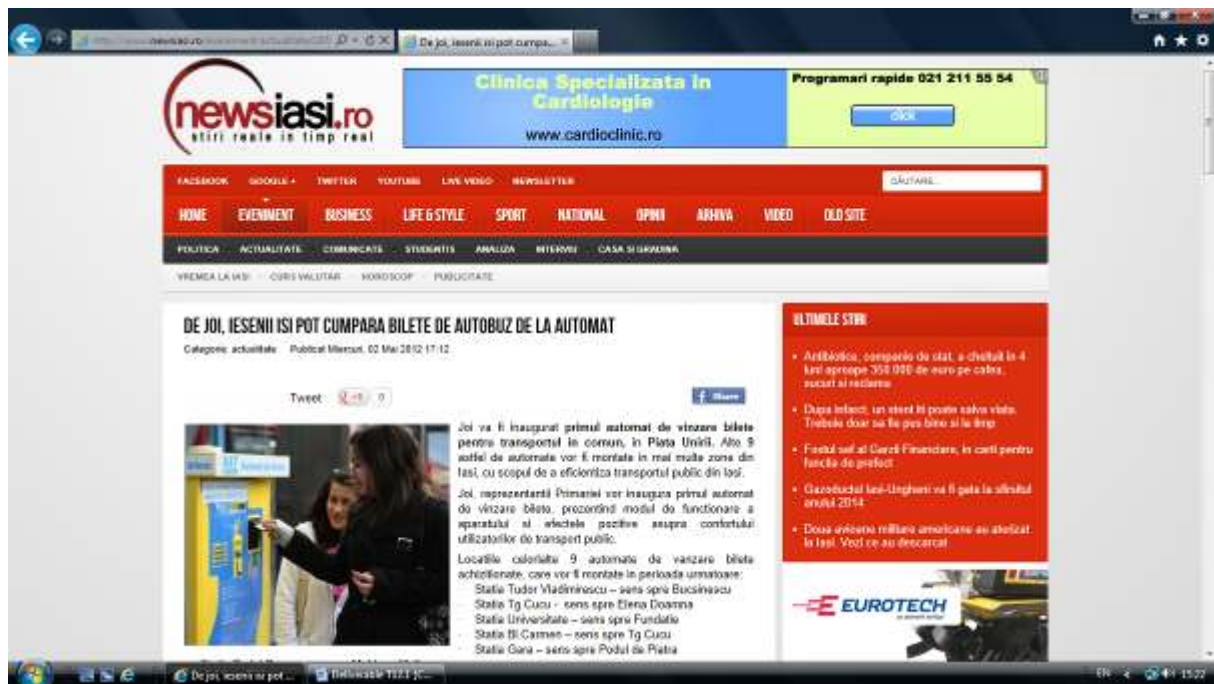 De joi, iesenii isi pot cumpa...
newsiasi.ro
stiri reale in timp real
Clinica Specializata in
Cardiologie
www.cardioclinic.ro
Programari rapide 021 211 55 54
click
FACEBOOK GOOGLE+ TWITTER YOUTUBE LIVE VIDEO NEWSLETTER
CĂUTARE...
HOME EVENIMENT BUSINESS LIFE & STYLE SPORT NATIONAL OPINII ARHIVA VIDEO OLD SITE
POLITICA ACTUALITATE COMUNICATE STUDENTIS ANALIZA INTERVIU CASA SI GRADINA
VREMEA LA IASI CURS VALUTAR HOROSCOP PUBLICITATE
DE JOI, IESENII ISI POT CUMPARA BILETE DE AUTOBUZ DE LA AUTOMAT
Categorie: actualitate Publicat Miercuri, 02 Mai 2012 17:12
Tweet +1 0
Share
Joi va fi inaugurat primul automat de vinzare bilete
pentru transportul in comun, in Piata Unirii. Alte 9
astfel de automate vor fi montate in mai multe zone din
Iasi, cu scopul de a eficientiza transportul public din Iasi.
Joi, reprezentantii Primariei vor inaugura primul automat
de vinzare bilete, prezentind modul de functionare a
aparatului si efectele pozitive asupra confortului
utilizatorilor de transport public.
Locatiile celorlalte 9 automate de vanzare bilete
achizitionate, care vor fi montate in perioada urmatoare:
Statia Tudor Vladimirescu – sens spre Bucsinescu
Statia Tg Cucu - sens spre Elena Doamna
Statia Universitate – sens spre Fundatie
Statia Bl.Carmen – sens spre Tg Cucu
Statia Gara – sens spre Podul de Piatra
ULTIMELE STIRI
Antibiotice, companie de stat, a cheltuit in 4
luni aproape 350.000 de euro pe cafea,
sucuri si reclame
Dupa infarct, un stent iti poate salva viata.
Trebuie doar sa fie pus bine si la timp
Fostul sef al Garzii Financiare, in carti pentru
functia de prefect
Gazoductul Iasi-Ungheni va fi gata la sfirsitul
anului 2014
Doua avioane militare americane au aterizat
la Iasi. Vezi ce au descarcat
EUROTECH
De joi, iesenii isi pot ...
EN
15:22